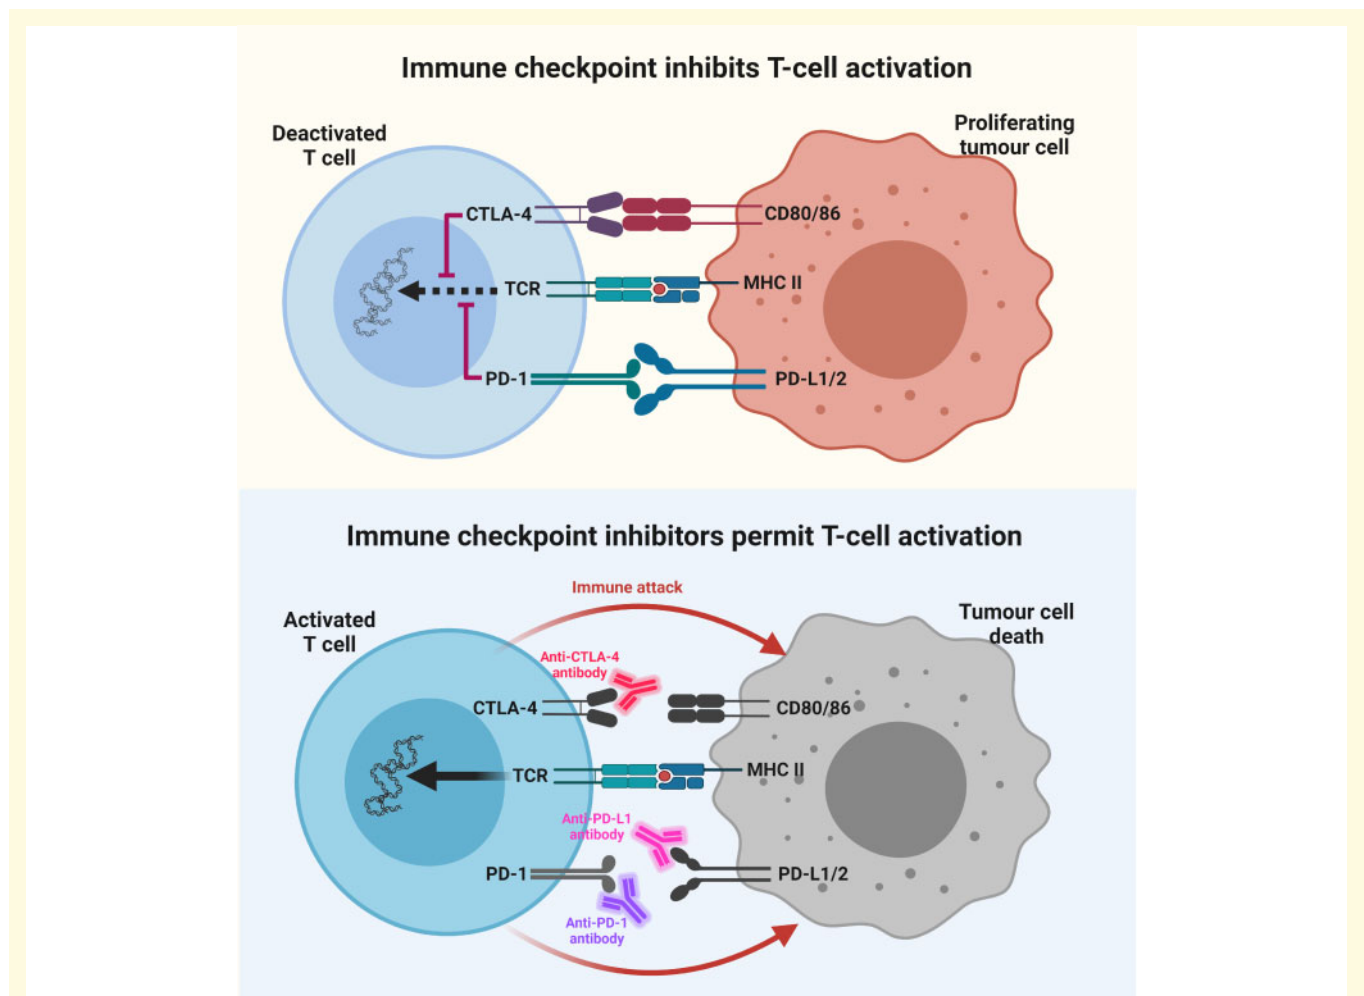 Immune checkpoint inhibits T-cell activation
Deactivated
T cell
Proliferating
tumour cell
CTLA-4
CD80/86
TCR
MHC II
PD-1
PD-L1/2
Immune checkpoint inhibitors permit T-cell activation
Immune attack
Activated
T cell
Tumour cell
death
Anti-CTLA-4
antibody
CTLA-4
CD80/86
TCR
MHC II
Anti-PD-L1
antibody
PD-1
PD-L1/2
Anti-PD-1
antibody